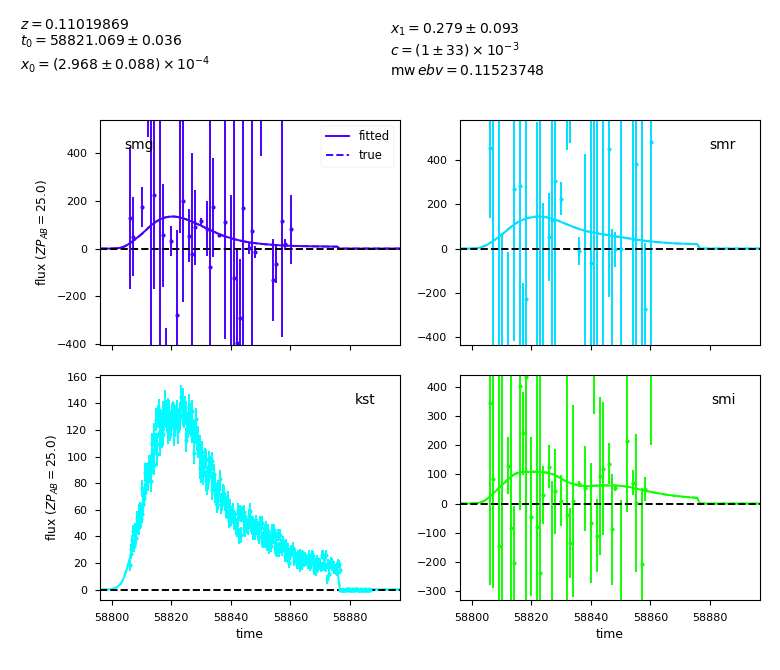 z = 0.11019869
t₀ = 58821.069 ± 0.036
x₀ = (2.968 ± 0.088) × 10⁻⁴
x₁ = 0.279 ± 0.093
c = (1 ± 33) × 10⁻³
mw ebv = 0.11523748
smg
fitted
true
400
200
0
−200
−400
flux (ZP_AB = 25.0)
smr
400
200
0
−200
−400
kst
160
140
120
100
80
60
40
20
0
flux (ZP_AB = 25.0)
58800 58820 58840 58860 58880
time
smi
400
300
200
100
0
−100
−200
−300
58800 58820 58840 58860 58880
time